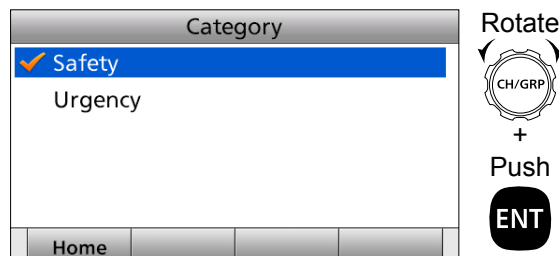 Category
Safety
Urgency
Home
Rotate
CH/GRP
+
Push
ENT